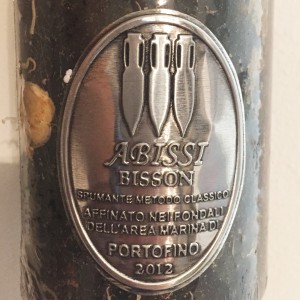 ABISSI
BISSON
SPUMANTE METODO CLASSICO
AFFINATO NEI FONDALI
DELL'AREA MARINA DI
PORTOFINO
2012